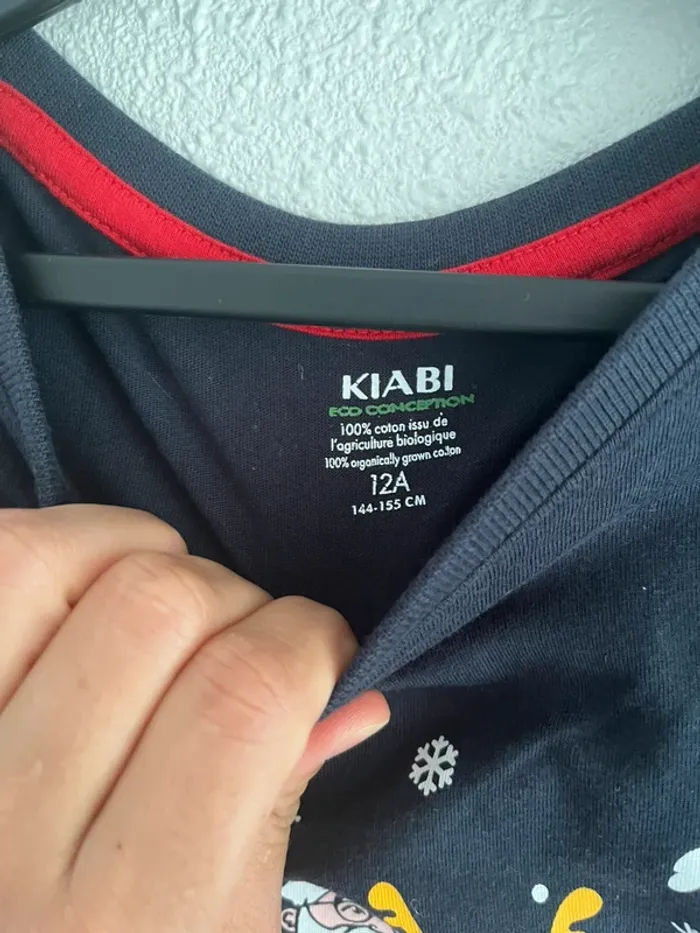 KIABI
ECO CONCEPTION
100% coton issu de
l'agriculture biologique
100% organically grown cotton
12A
144-155 CM